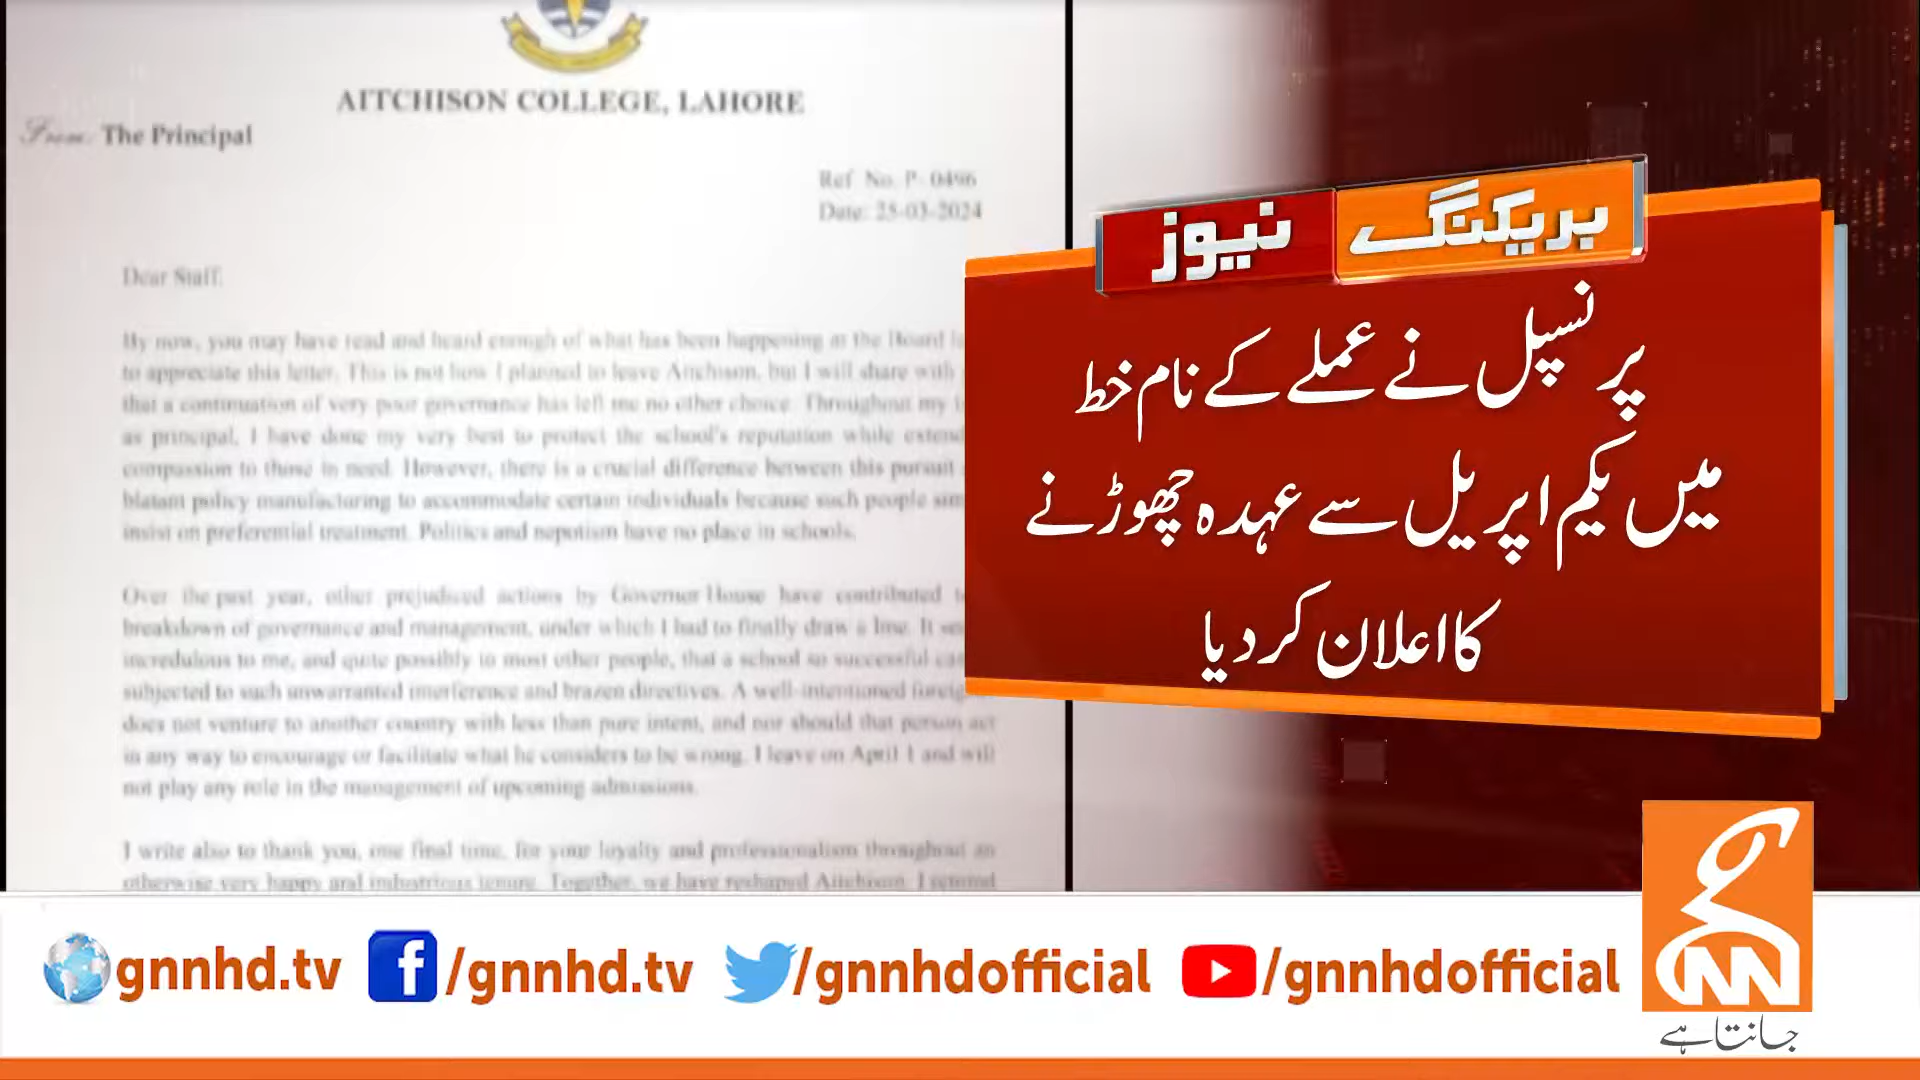 AITCHISON COLLEGE, LAHORE
From: The Principal
Ref No. P- 0496
Date: 25-03-2024
Dear Staff,
By now, you may have read and heard enough of what has been happening at the Board
to appreciate this letter. This is not how I planned to leave Aitchison, but I will share with
that a continuation of very poor governance has left me no other choice. Throughout my
as principal, I have done my very best to protect the school's reputation while
compassion to those in need. However, there is a crucial difference between this pursuit
blatant policy manufacturing to accommodate certain individuals because such people
insist on preferential treatment. Politics and nepotism have no place in schools.
Over the past year, other prejudiced actions by Governor House have contributed
breakdown of governance and management, under which I had to finally draw a line. It
incredulous to me, and quite possibly to most other people, that a school so successful
subjected to such unwarranted interference and brazen directives. A well-intentioned
does not venture to another country with less than pure intent, and nor should that person act
in any way to encourage or facilitate what he considers to be wrong. I leave on April 1 and will
not play any role in the management of upcoming admissions.
I write also to thank you, one final time, for your loyalty and professionalism throughout an
otherwise very happy and industrious tenure. Together, we have reshaped Aitchison. I
بریکنگ نیوز
پرنسپل نے عملے کے نام خط
میں یکم اپریل سے عہدہ چھوڑنے
کا اعلان کر دیا
gnnhd.tv /gnnhd.tv /gnnhdofficial /gnnhdofficial
GNN
جانتا ہے